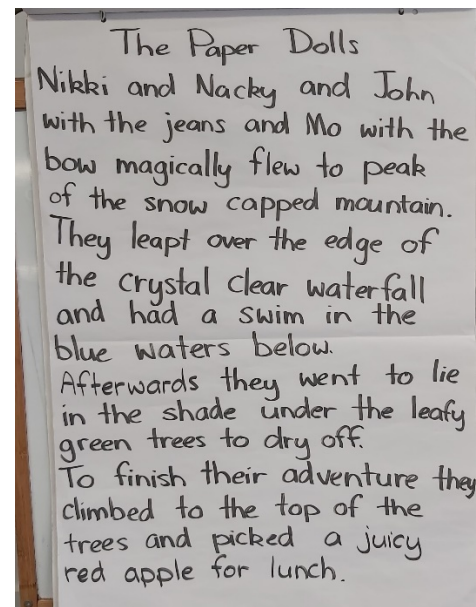 The Paper Dolls
Nikki and Nacky and John
with the jeans and Mo with the
bow magically flew to peak
of the snow capped mountain.
They leapt over the edge of
the crystal clear waterfall
and had a swim in the
blue waters below.
Afterwards they went to lie
in the shade under the leafy
green trees to dry off.
To finish their adventure they
climbed to the top of the
trees and picked a juicy
red apple for lunch.